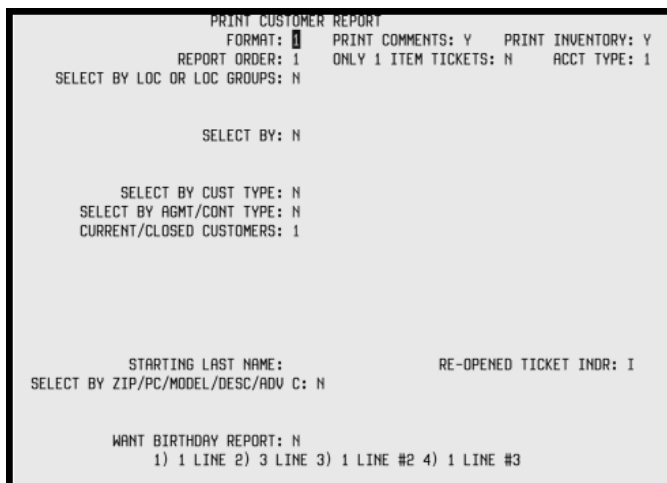 PRINT CUSTOMER REPORT
FORMAT: 1 PRINT COMMENTS: Y PRINT INVENTORY: Y
REPORT ORDER: 1 ONLY 1 ITEM TICKETS: N ACCT TYPE: 1
SELECT BY LOC OR LOC GROUPS: N
SELECT BY: N
SELECT BY CUST TYPE: N
SELECT BY AGMT/CONT TYPE: N
CURRENT/CLOSED CUSTOMERS: 1
STARTING LAST NAME: RE-OPENED TICKET INDR: I
SELECT BY ZIP/PC/MODEL/DESC/ADV C: N
WANT BIRTHDAY REPORT: N
1) 1 LINE 2) 3 LINE 3) 1 LINE #2 4) 1 LINE #3